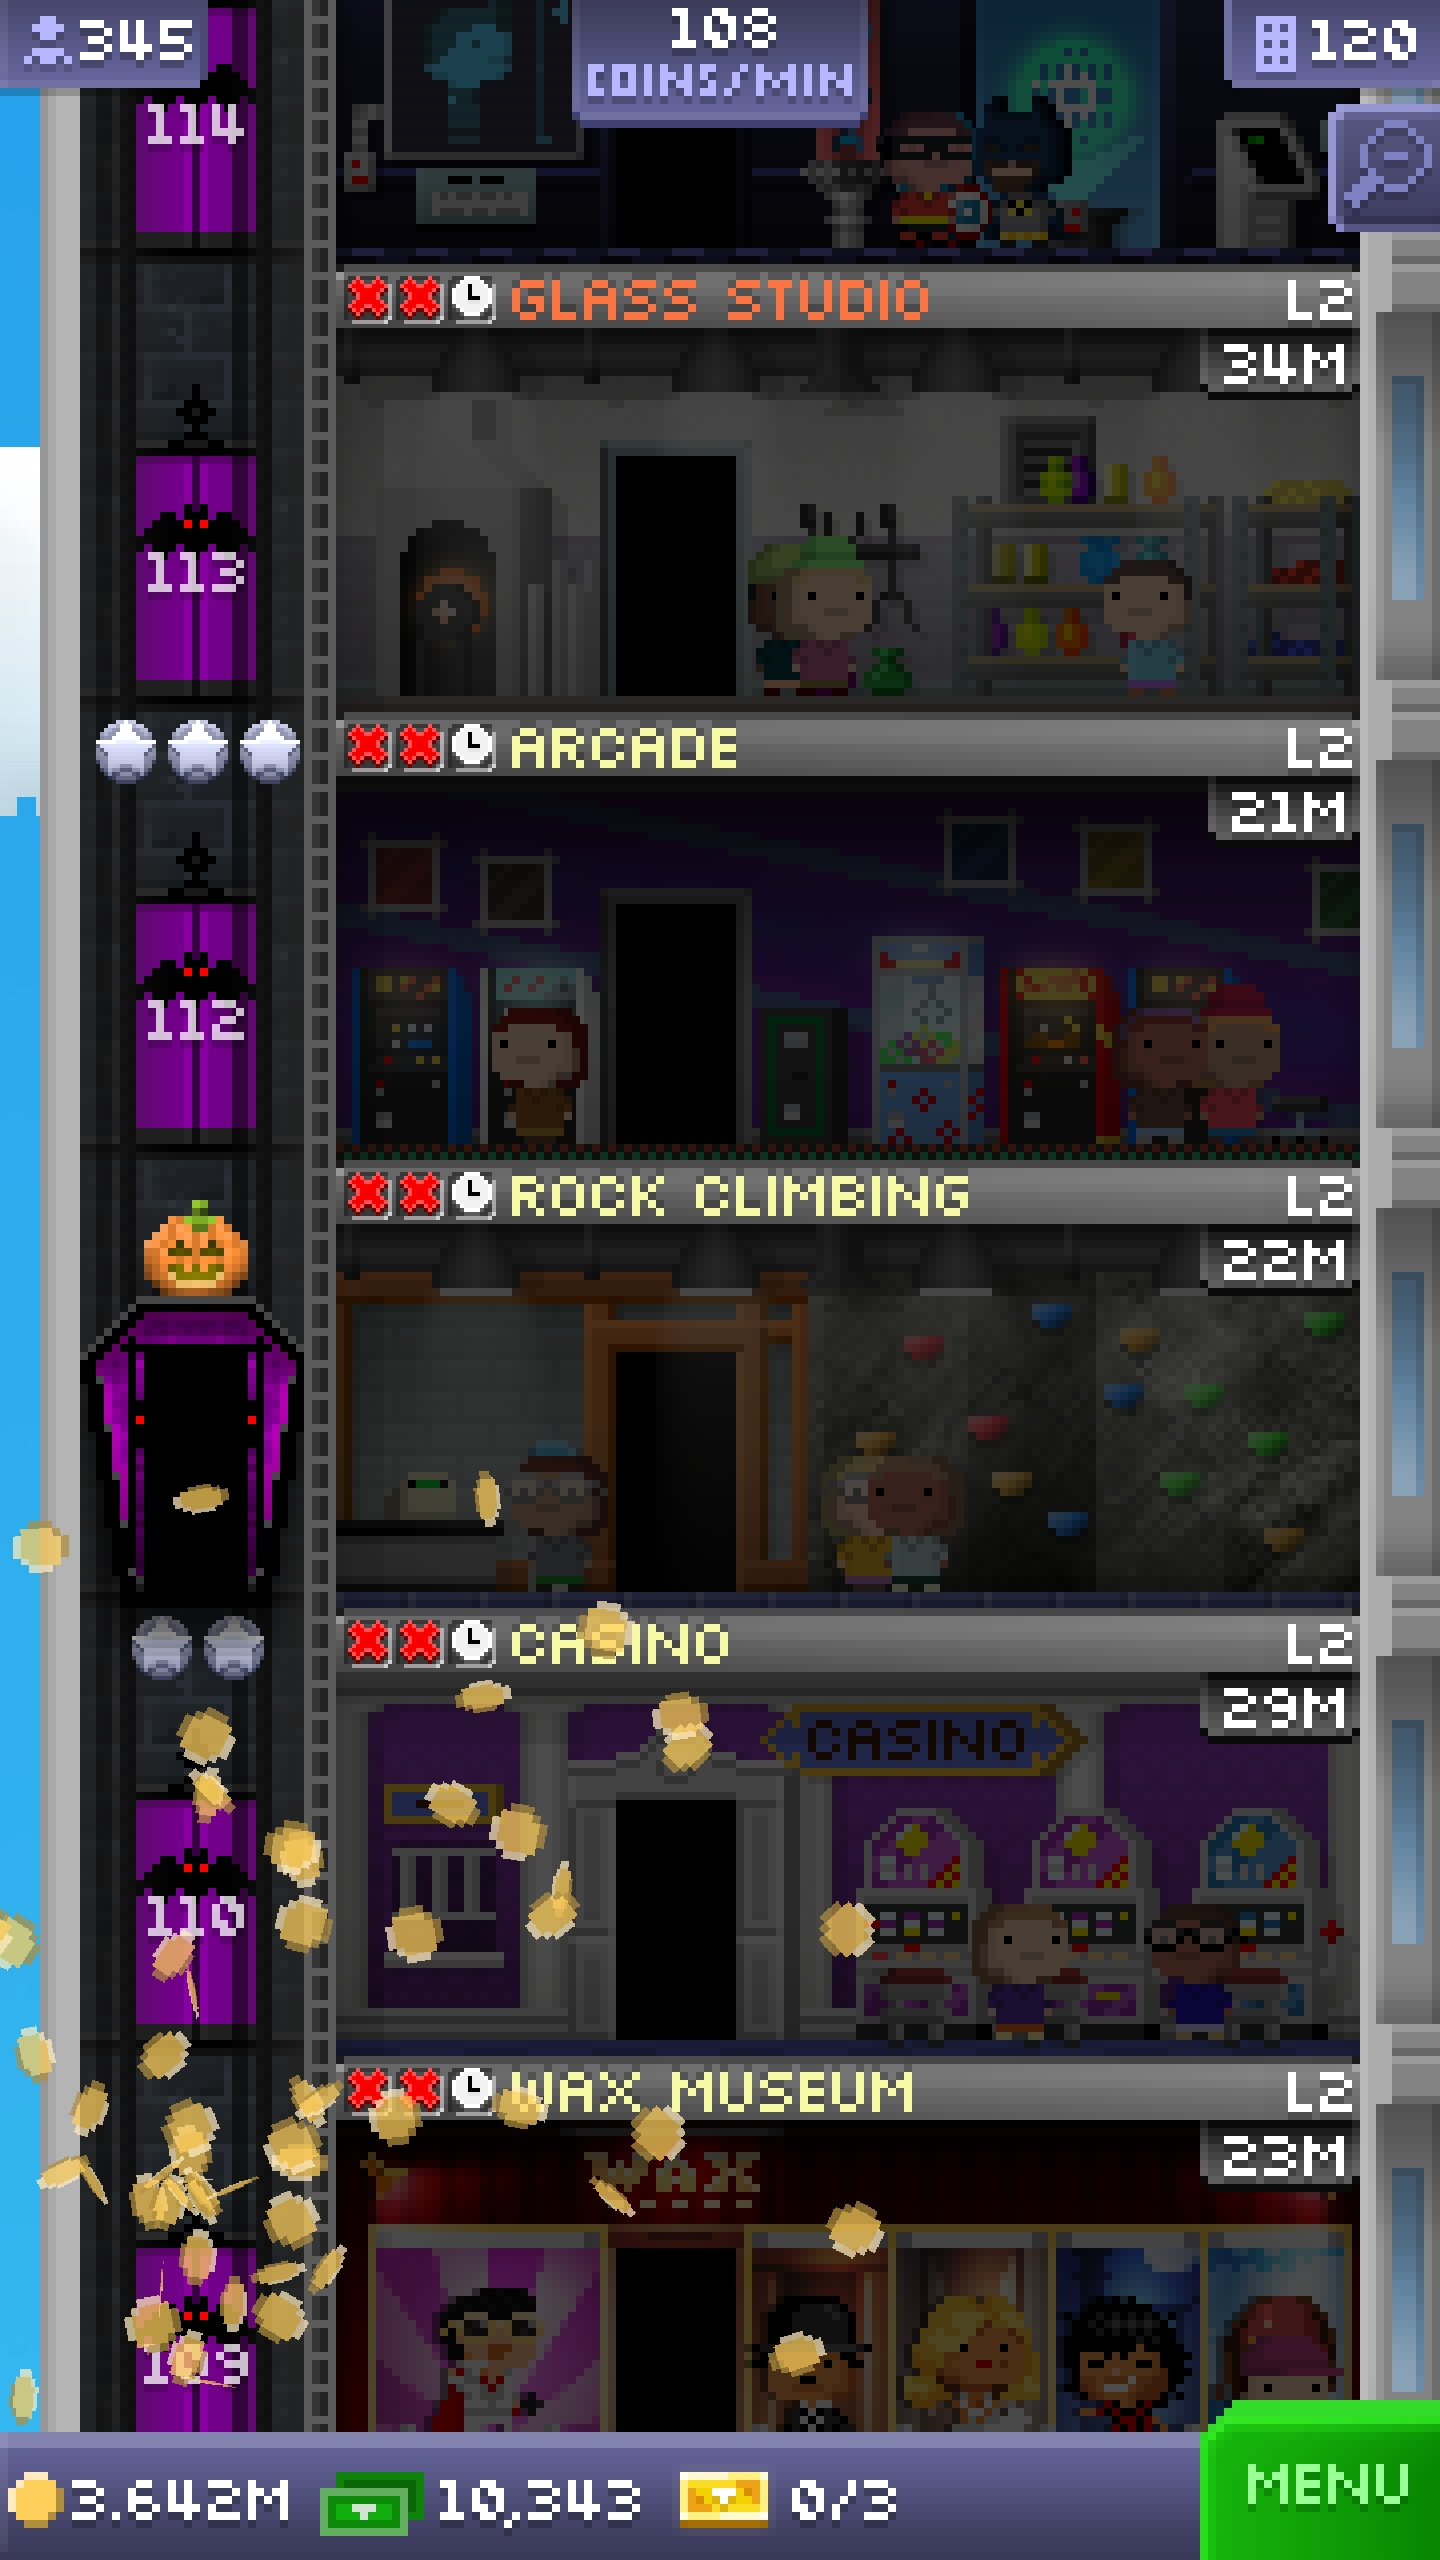 345
108
COINS/MIN
120
114
GLASS STUDIO L2
34M
113
ARCADE L2
21M
112
ROCK CLIMBING L2
22M
CASINO L2
29M
CASINO
110
WAX MUSEUM L2
23M
WAX
109
3.642M 10,343 0/3 MENU